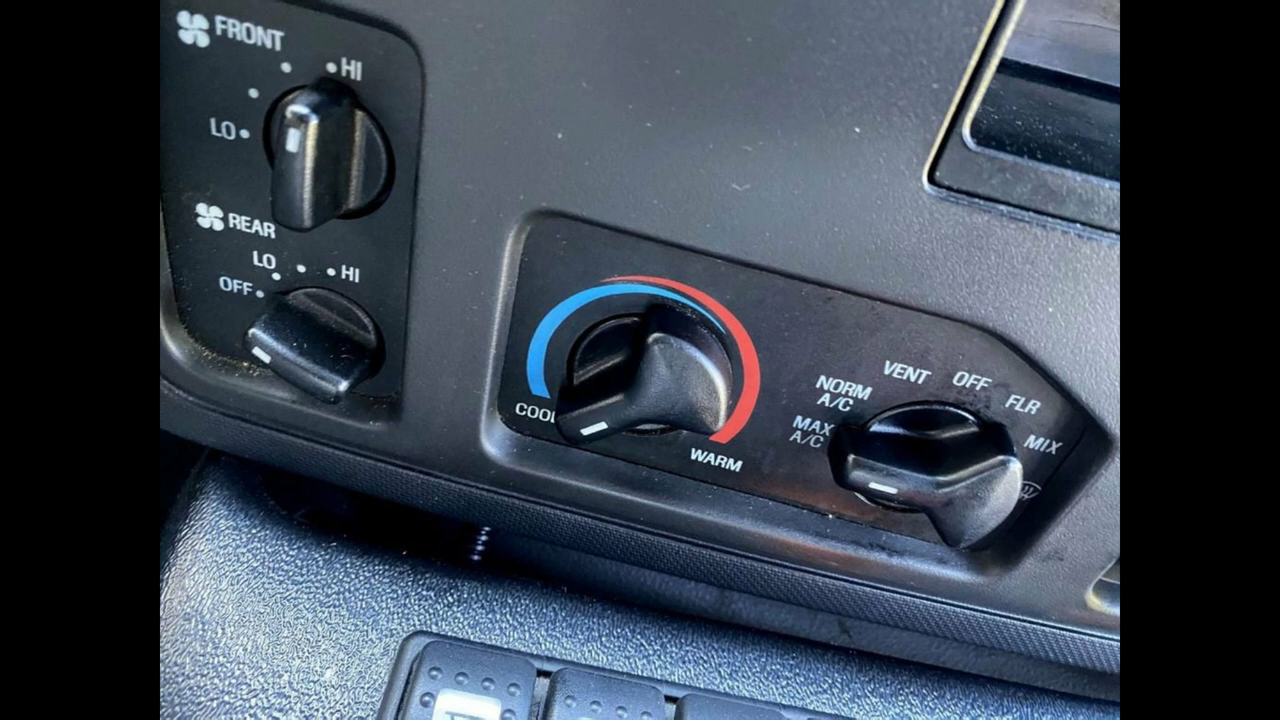 FRONT
HI
LO
REAR
LO
HI
OFF
COOL
WARM
MAX
A/C
NORM
A/C
VENT
OFF
FLR
MIX